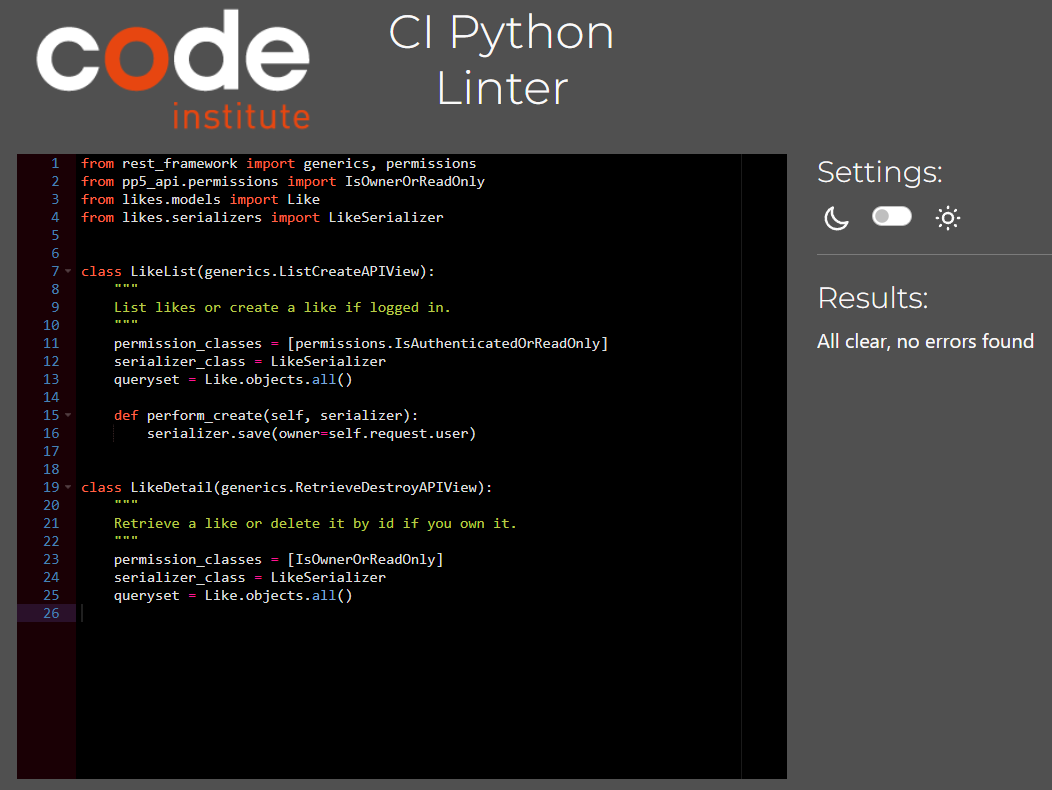 code
institute
CI Python
Linter
1 from rest_framework import generics, permissions
2 from pp5_api.permissions import IsOwnerOrReadOnly
3 from likes.models import Like
4 from likes.serializers import LikeSerializer
5
6
7 class LikeList(generics.ListCreateAPIView):
8     """
9     List likes or create a like if logged in.
10     """
11     permission_classes = [permissions.IsAuthenticatedOrReadOnly]
12     serializer_class = LikeSerializer
13     queryset = Like.objects.all()
14
15     def perform_create(self, serializer):
16         serializer.save(owner=self.request.user)
17
18
19 class LikeDetail(generics.RetrieveDestroyAPIView):
20     """
21     Retrieve a like or delete it by id if you own it.
22     """
23     permission_classes = [IsOwnerOrReadOnly]
24     serializer_class = LikeSerializer
25     queryset = Like.objects.all()
26
Settings:
Results:
All clear, no errors found